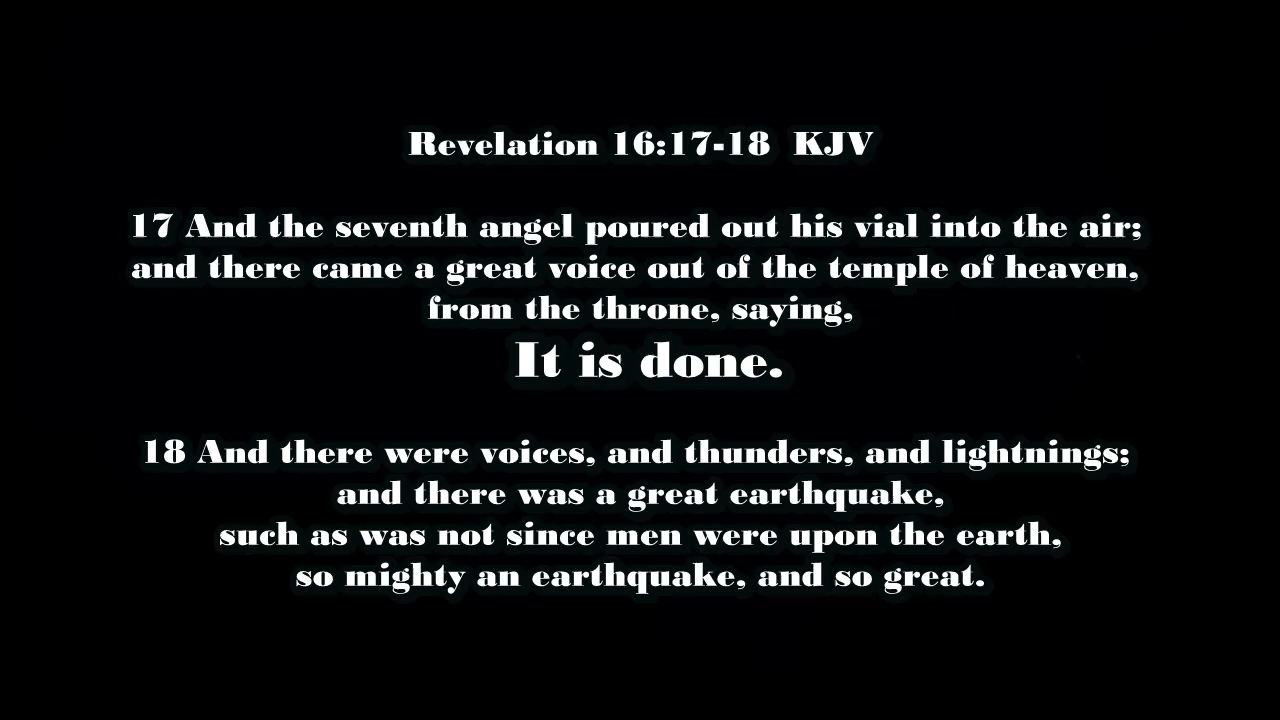 Revelation 16:17-18 KJV
17 And the seventh angel poured out his vial into the air;
and there came a great voice out of the temple of heaven,
from the throne, saying,
It is done.
18 And there were voices, and thunders, and lightnings;
and there was a great earthquake,
such as was not since men were upon the earth,
so mighty an earthquake, and so great.